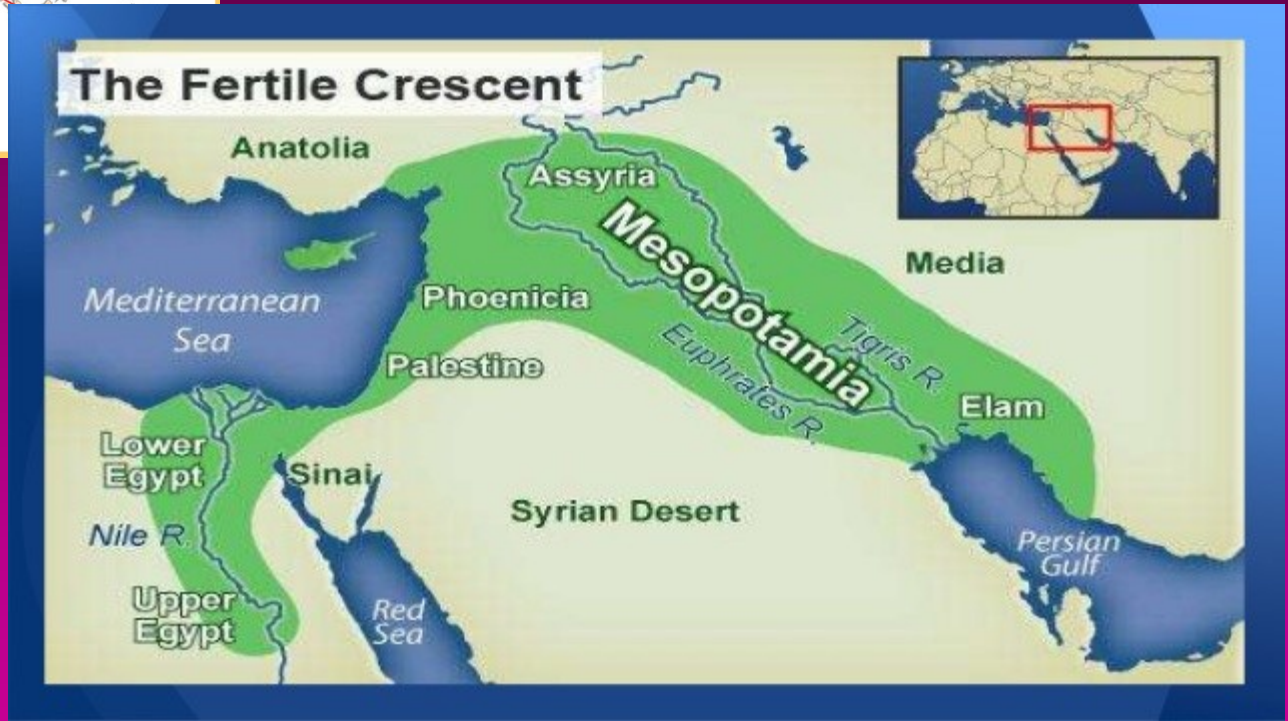 The Fertile Crescent
Anatolia
Assyria
Mesopotamia
Media
Mediterranean
Sea
Phoenicia
Tigris R.
Euphrates R.
Palestine
Elam
Lower
Egypt
Sinai
Syrian Desert
Nile R.
Persian
Gulf
Upper
Egypt
Red
Sea